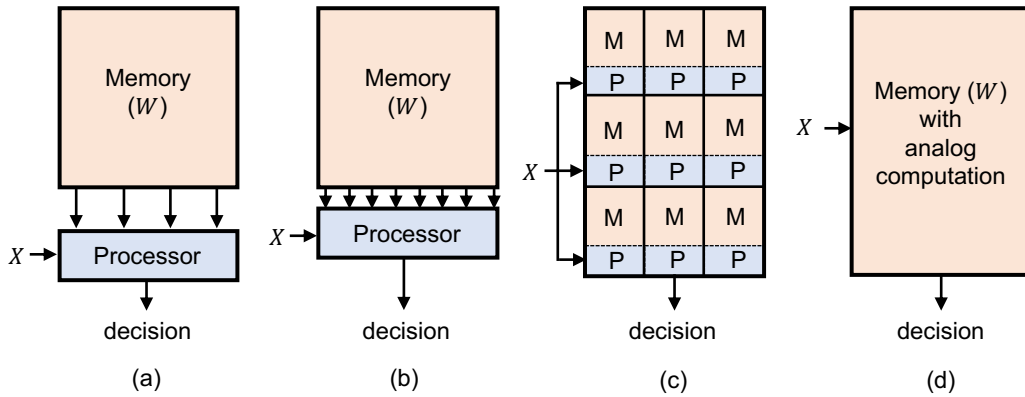 Memory
(W)
X
Processor
decision
(a)
Memory
(W)
X
Processor
decision
(b)
M M M
P P P
M M M
X
P P P
M M M
P P P
decision
(c)
X
Memory (W)
with
analog
computation
decision
(d)